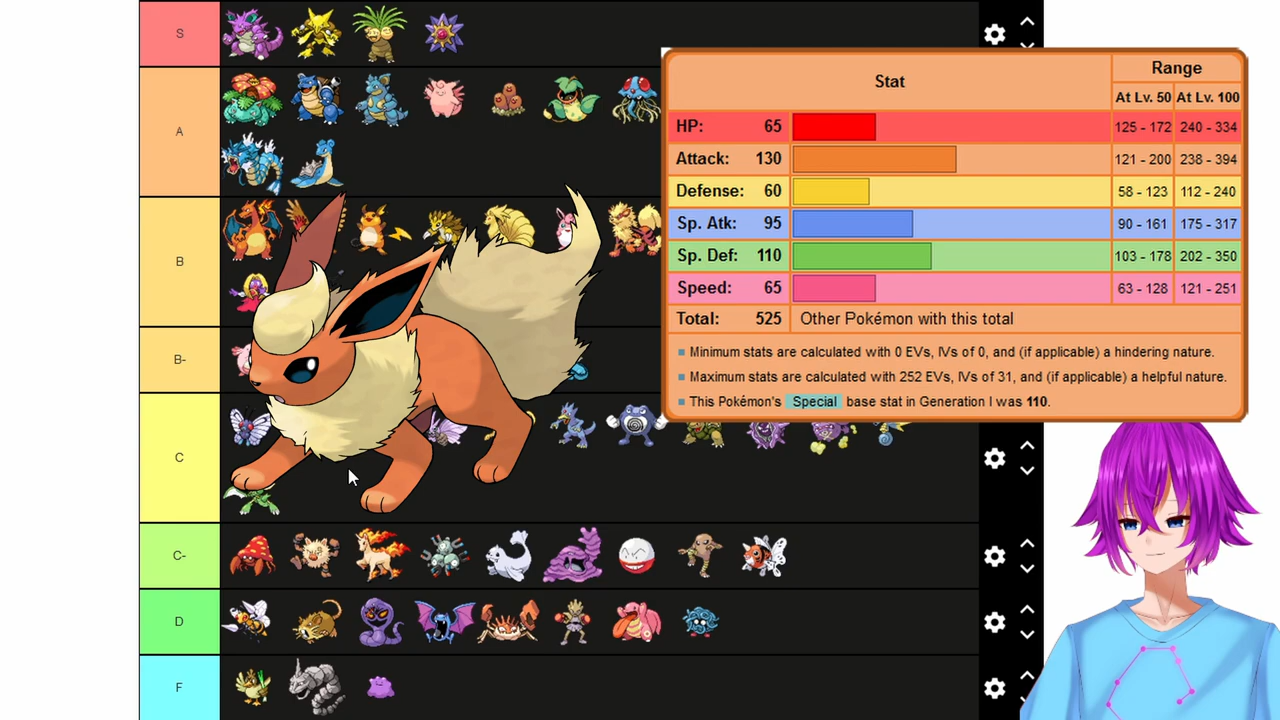 S
A
B
B-
C
C-
D
F
Stat Range
At Lv. 50 At Lv. 100
HP: 65 125 - 172 240 - 334
Attack: 130 121 - 200 238 - 394
Defense: 60 58 - 123 112 - 240
Sp. Atk: 95 90 - 161 175 - 317
Sp. Def: 110 103 - 178 202 - 350
Speed: 65 63 - 128 121 - 251
Total: 525 Other Pokémon with this total
Minimum stats are calculated with 0 EVs, IVs of 0, and (if applicable) a hindering nature.
Maximum stats are calculated with 252 EVs, IVs of 31, and (if applicable) a helpful nature.
This Pokémon's Special base stat in Generation I was 110.